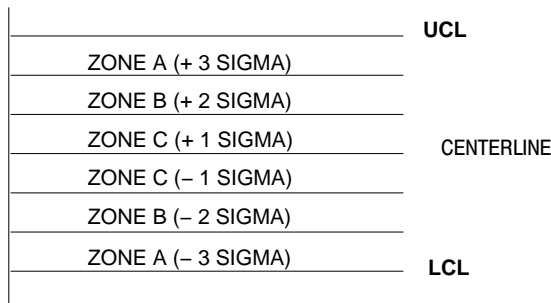 UCL
ZONE A (+ 3 SIGMA)
ZONE B (+ 2 SIGMA)
ZONE C (+ 1 SIGMA)
CENTERLINE
ZONE C (− 1 SIGMA)
ZONE B (− 2 SIGMA)
ZONE A (− 3 SIGMA)
LCL